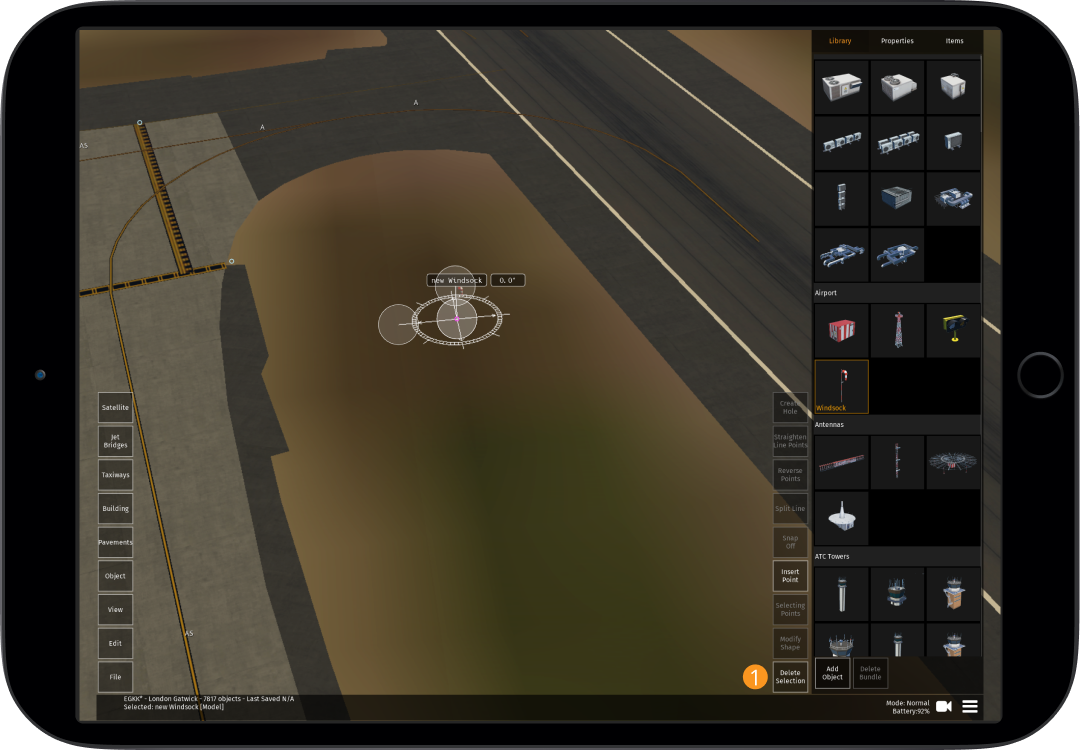 Library
Properties
Items
A
A
AS
new Windsock
0.0°
Airport
Windsock
Antennas
ATC Towers
Satellite
Jet
Bridges
Taxiways
Building
Pavements
Object
View
Edit
File
AS
Create
Hole
Straighten
Line Points
Reverse
Points
Split Line
Snap
Off
Insert
Point
Selecting
Points
Modify
Shape
1
Delete
Selection
Add
Object
Delete
Bundle
EGKK* - London Gatwick - 7817 objects - Last Saved N/A
Selected: new Windsock [Model]
Mode: Normal
Battery:92%